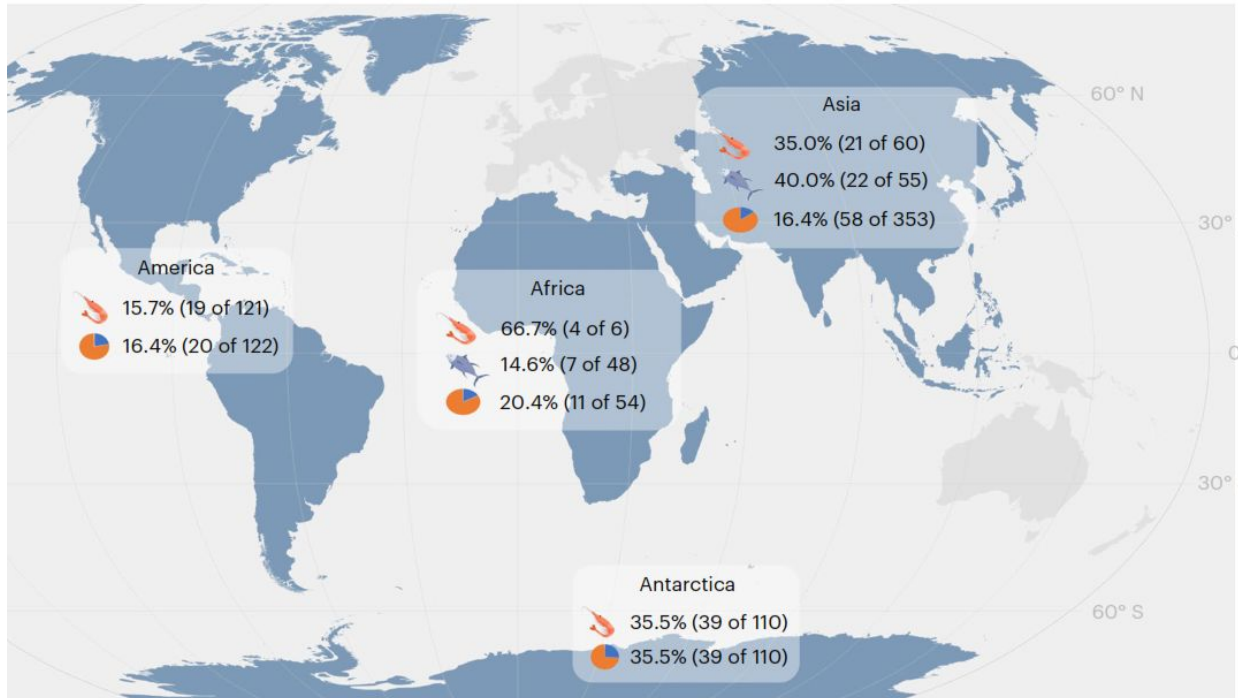 60° N
Asia
35.0% (21 of 60)
40.0% (22 of 55)
16.4% (58 of 353)
30°
America
15.7% (19 of 121)
16.4% (20 of 122)
Africa
66.7% (4 of 6)
14.6% (7 of 48)
20.4% (11 of 54)
0
30°
Antarctica
35.5% (39 of 110)
35.5% (39 of 110)
60° S